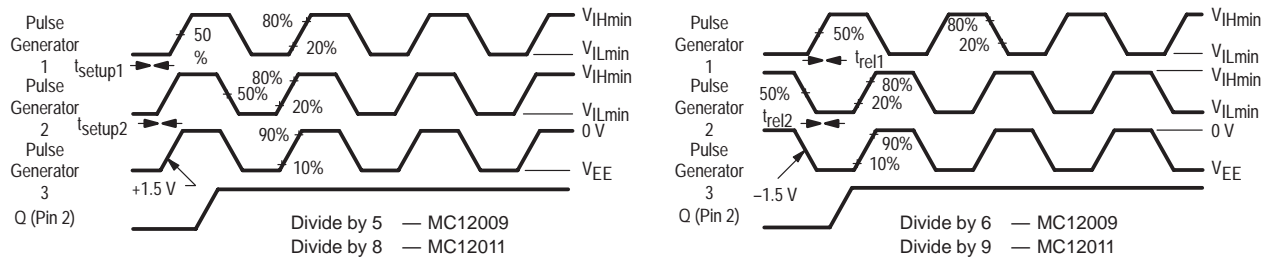 Pulse
Generator
1
50
%
80%
20%
VIHmin
VILmin
tsetup1
Pulse
Generator
2
50%
80%
20%
VIHmin
VILmin
tsetup2
Pulse
Generator
3
+1.5 V
90%
10%
0 V
VEE
Q (Pin 2)
Divide by 5 — MC12009
Divide by 8 — MC12011
Pulse
Generator
1
50%
80%
20%
VIHmin
VILmin
trel1
Pulse
Generator
2
50%
80%
20%
VIHmin
VILmin
trel2
Pulse
Generator
3
–1.5 V
90%
10%
0 V
VEE
Q (Pin 2)
Divide by 6 — MC12009
Divide by 9 — MC12011